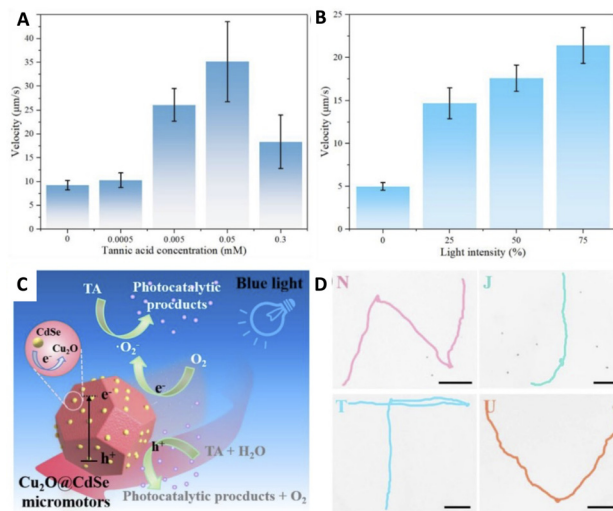 A
Velocity (μm/s)
45
40
35
30
25
20
15
10
5
0
0 0.0005 0.005 0.05 0.3
Tannic acid concentration (mM)
B
Velocity (μm/s)
25
20
15
10
5
0
0 25 50 75
Light intensity (%)
C
TA
Photocatalytic
products
Blue light
CdSe
Cu₂O
e⁻
·O₂⁻
O₂
e⁻
e⁻
h⁺
h⁺
TA + H₂O
Cu₂O@CdSe
micromotors
Photocatalytic procducts + O₂
D
N
J
T
U